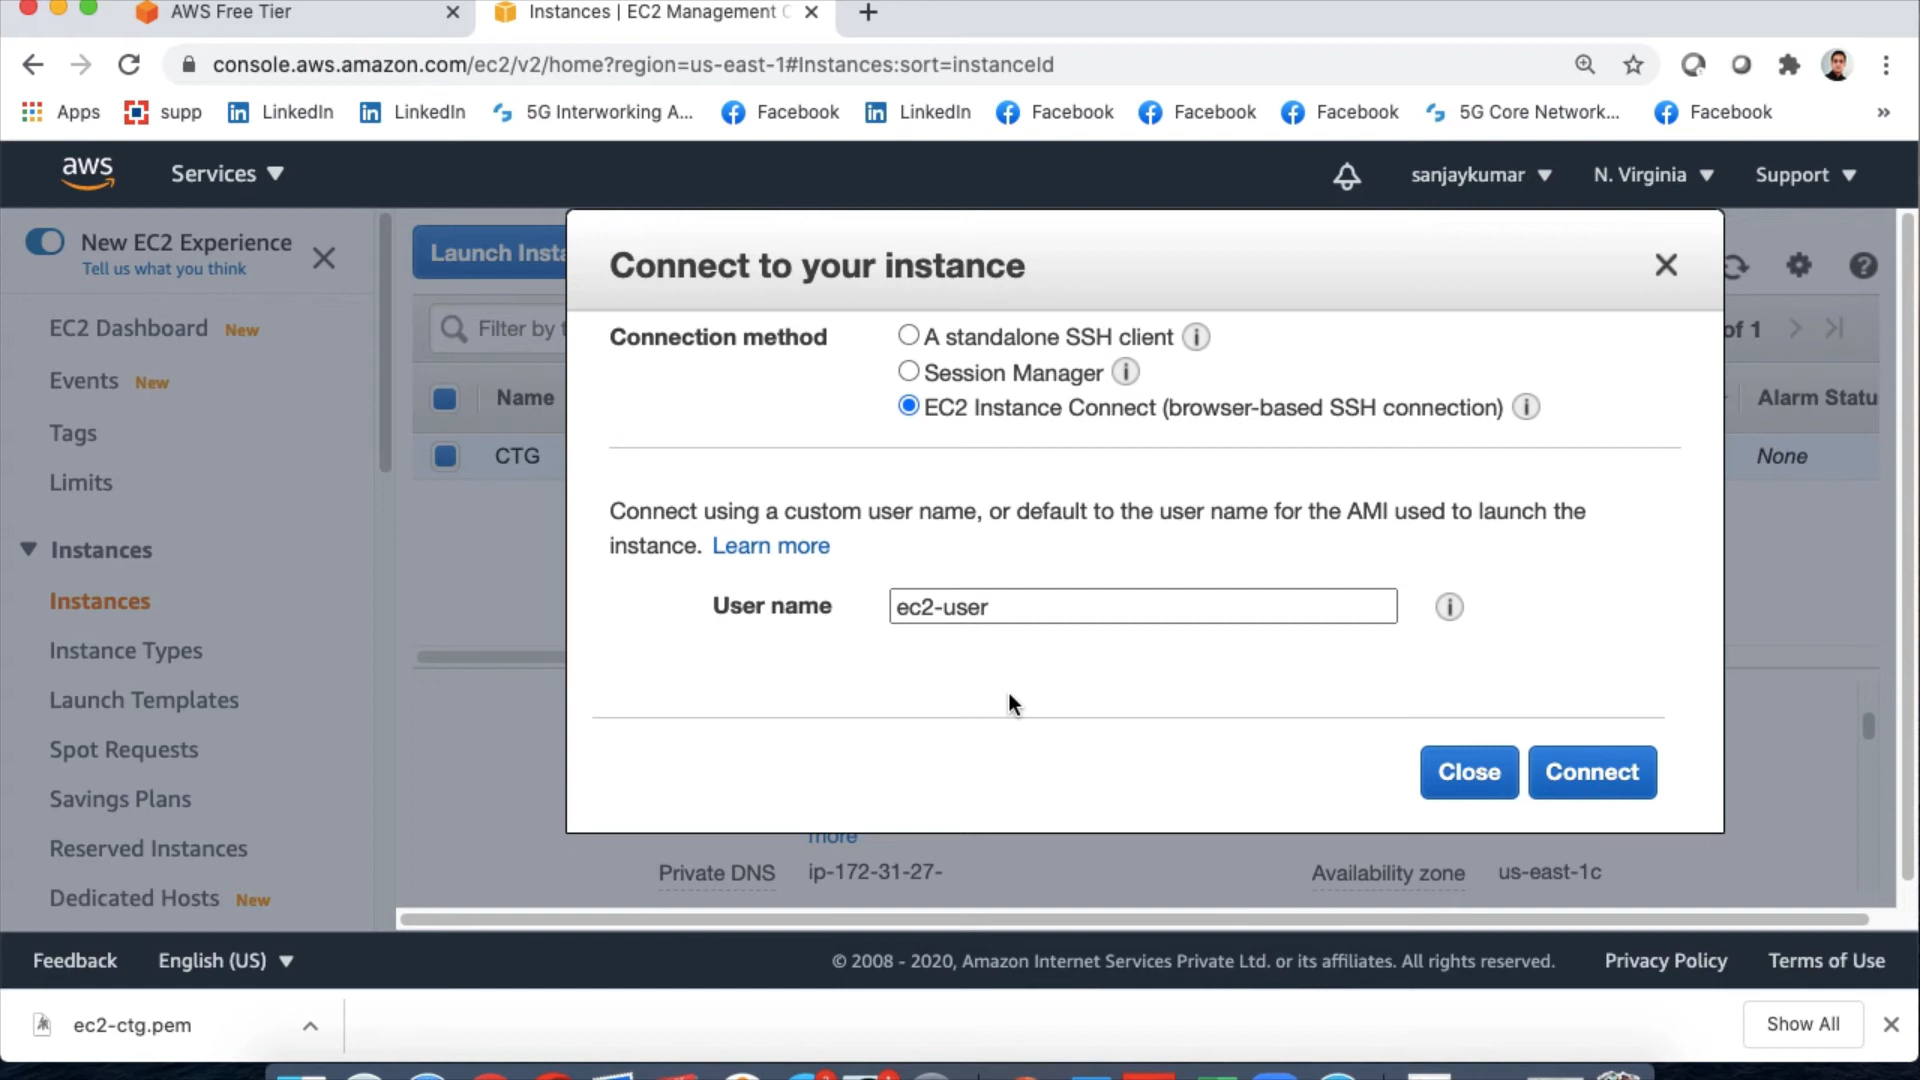 AWS Free Tier
Instances | EC2 Management C
console.aws.amazon.com/ec2/v2/home?region=us-east-1#Instances:sort=instanceId
Apps supp LinkedIn LinkedIn 5G Interworking A... Facebook LinkedIn Facebook Facebook Facebook 5G Core Network... Facebook »
aws Services sanjaykumar N. Virginia Support
New EC2 Experience
Tell us what you think
EC2 Dashboard New
Events New
Tags
Limits
Instances
Instances
Instance Types
Launch Templates
Spot Requests
Savings Plans
Reserved Instances
Dedicated Hosts New
Launch Insta
Filter by t
of 1
Name
Alarm Statu
CTG
None
Connect to your instance
Connection method
A standalone SSH client
Session Manager
EC2 Instance Connect (browser-based SSH connection)
Connect using a custom user name, or default to the user name for the AMI used to launch the
instance. Learn more
User name ec2-user
Close Connect
more
Private DNS ip-172-31-27-
Availability zone us-east-1c
Feedback English (US) © 2008 - 2020, Amazon Internet Services Private Ltd. or its affiliates. All rights reserved. Privacy Policy Terms of Use
ec2-ctg.pem
Show All